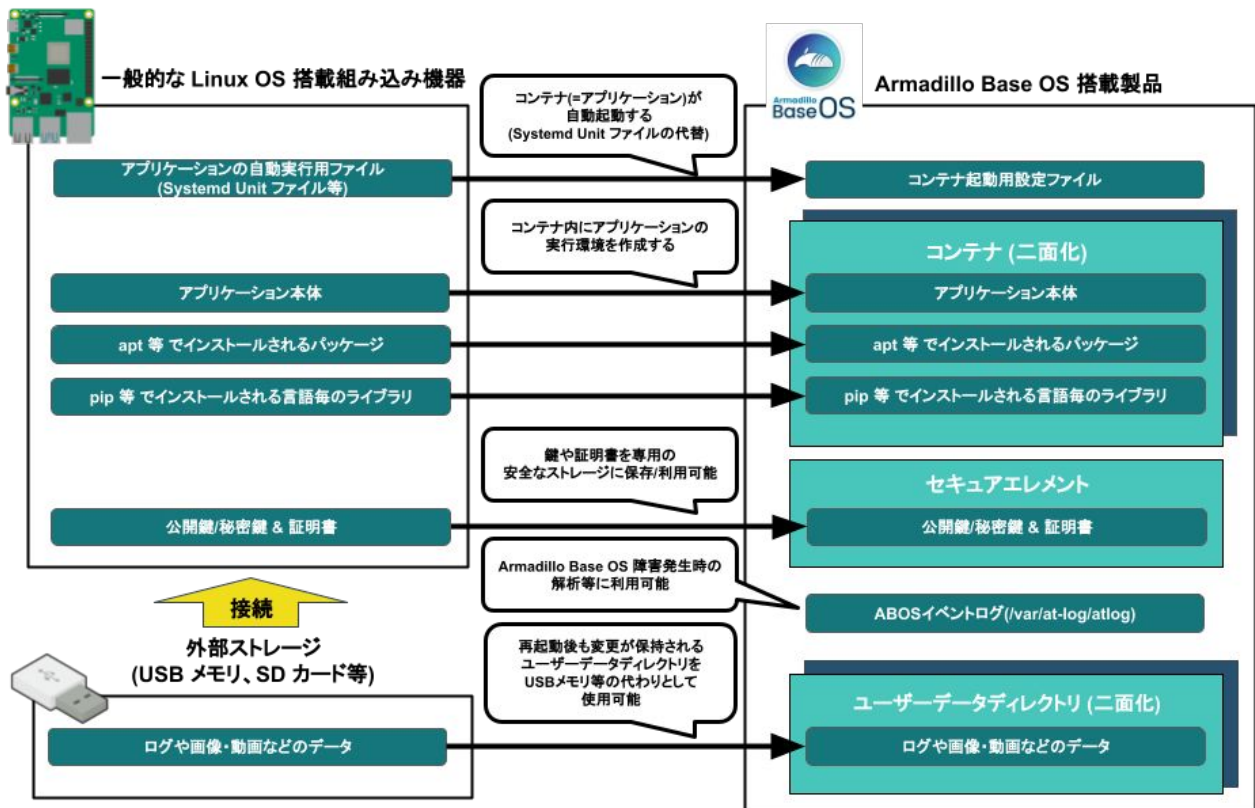 一般的な Linux OS 搭載組み込み機器
アプリケーションの自動実行用ファイル
(Systemd Unit ファイル等)
アプリケーション本体
apt 等 でインストールされるパッケージ
pip 等 でインストールされる言語毎のライブラリ
公開鍵/秘密鍵 & 証明書
接続
外部ストレージ
(USB メモリ、SD カード等)
ログや画像・動画などのデータ
コンテナ(=アプリケーション)が
自動起動する
(Systemd Unit ファイルの代替)
コンテナ内にアプリケーションの
実行環境を作成する
鍵や証明書を専用の
安全なストレージに保存/利用可能
Armadillo Base OS 障害発生時の
解析等に利用可能
再起動後も変更が保持される
ユーザーデータディレクトリを
USBメモリ等の代わりとして
使用可能
Armadillo
Base OS
Armadillo Base OS 搭載製品
コンテナ起動用設定ファイル
コンテナ (二面化)
アプリケーション本体
apt 等 でインストールされるパッケージ
pip 等 でインストールされる言語毎のライブラリ
セキュアエレメント
公開鍵/秘密鍵 & 証明書
ABOSイベントログ(/var/at-log/atlog)
ユーザーデータディレクトリ (二面化)
ログや画像・動画などのデータ